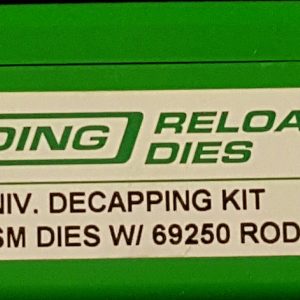 DING RELOA
DIES
NIV. DECAPPING KIT
SM DIES W/ 69250 ROD